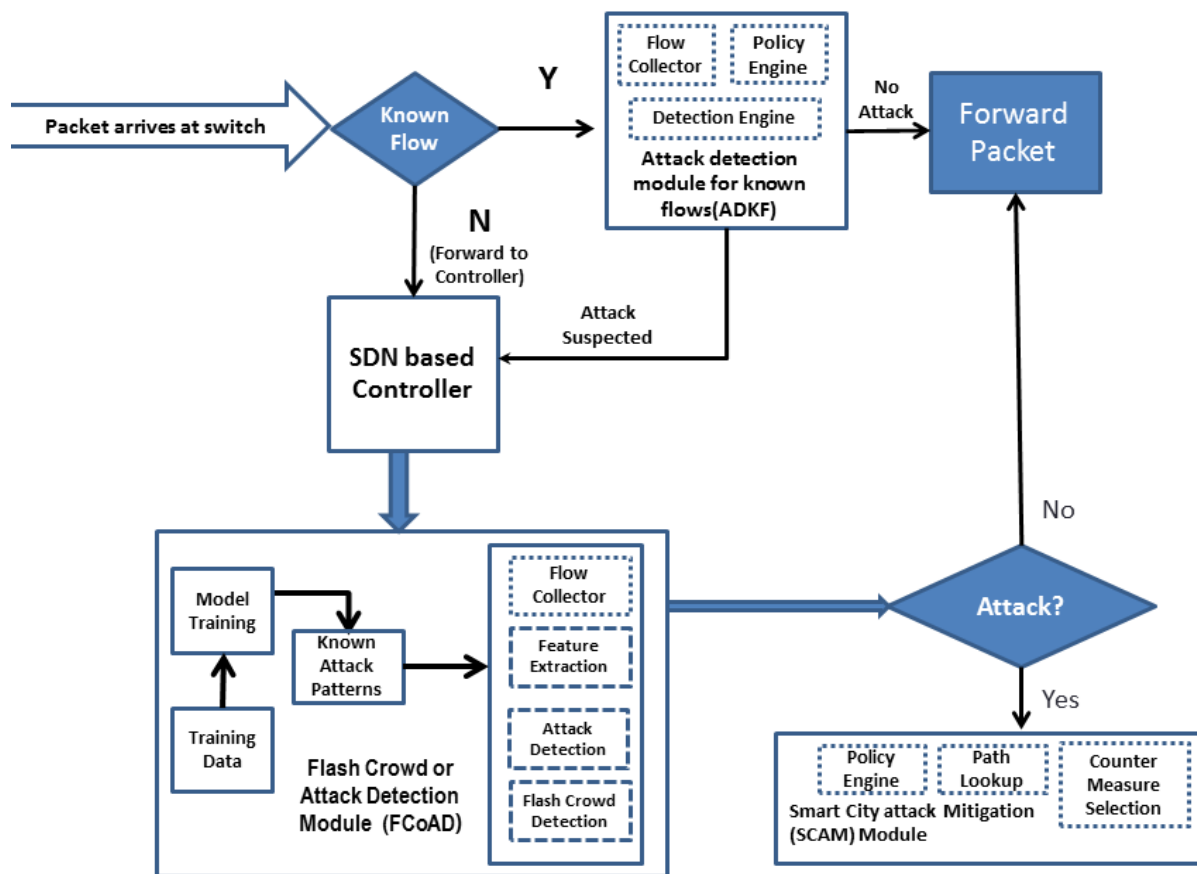 Packet arrives at switch
Known
Flow
Y
Flow
Collector
Policy
Engine
Detection Engine
Attack detection
module for known
flows(ADKF)
No
Attack
Forward
Packet
N
(Forward to
Controller)
Attack
Suspected
SDN based
Controller
Model
Training
Training
Data
Known
Attack
Patterns
Flow
Collector
Feature
Extraction
Attack
Detection
Flash Crowd
Detection
Flash Crowd or
Attack Detection
Module (FCoAD)
Attack?
No
Yes
Policy
Engine
Path
Lookup
Counter
Measure
Selection
Smart City attack Mitigation
(SCAM) Module